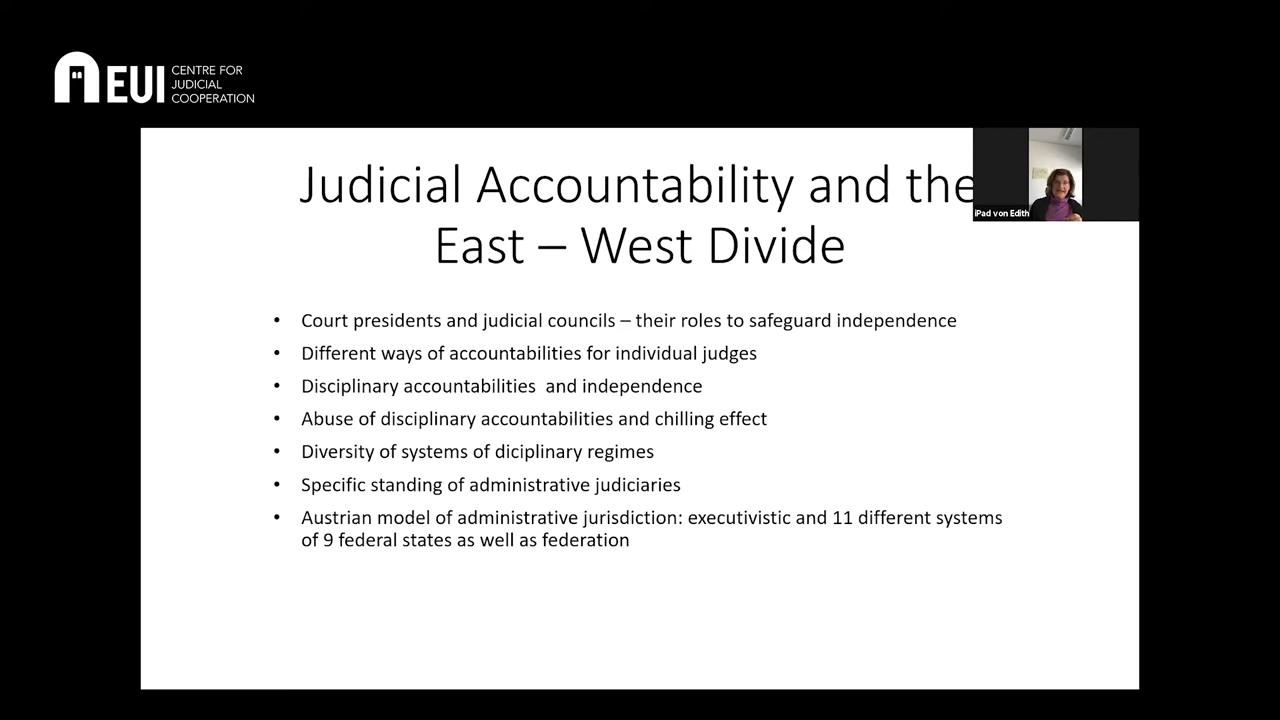 EUI
CENTRE FOR
JUDICIAL
COOPERATION
Judicial Accountability and the
East – West Divide
iPad von Edith
• Court presidents and judicial councils – their roles to safeguard independence
• Different ways of accountabilities for individual judges
• Disciplinary accountabilities and independence
• Abuse of disciplinary accountabilities and chilling effect
• Diversity of systems of diciplinary regimes
• Specific standing of administrative judiciaries
• Austrian model of administrative jurisdiction: executivistic and 11 different systems
of 9 federal states as well as federation